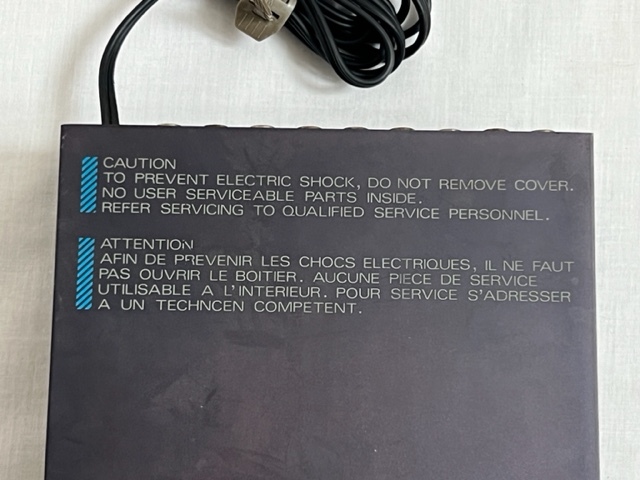 CAUTION
TO PREVENT ELECTRIC SHOCK, DO NOT REMOVE COVER.
NO USER SERVICEABLE PARTS INSIDE.
REFER SERVICING TO QUALIFIED SERVICE PERSONNEL.
ATTENTION
AFIN DE PREVENIR LES CHOCS ELECTRIQUES, IL NE FAUT
PAS OUVRIR LE BOITIER. AUCUNE PIECE DE SERVICE
UTILISABLE A L'INTERIEUR. POUR SERVICE S'ADRESSER
A UN TECHNCEN COMPETENT.